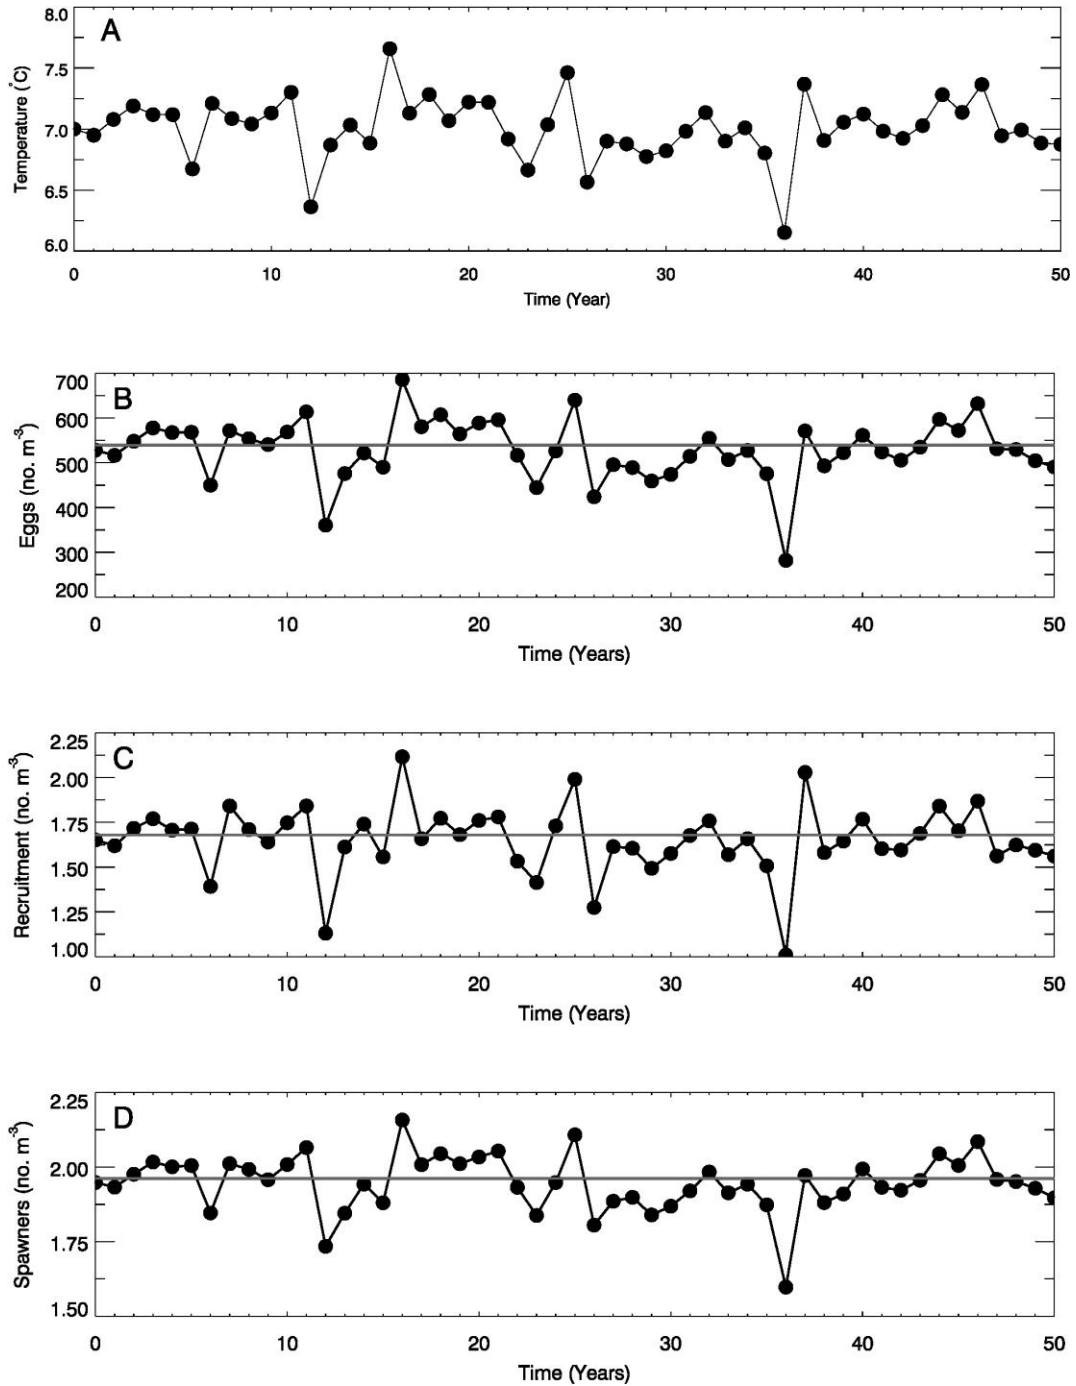 A
8.0
7.5
7.0
6.5
6.0
Temperature (°C)
0 10 20 30 40 50
Time (Year)
B
700
600
500
400
300
200
Eggs (no. m-3)
0 10 20 30 40 50
Time (Years)
C
2.25
2.00
1.75
1.50
1.25
1.00
Recruitment (no. m-3)
0 10 20 30 40 50
Time (Years)
D
2.25
2.00
1.75
1.50
Spawners (no. m-3)
0 10 20 30 40 50
Time (Years)